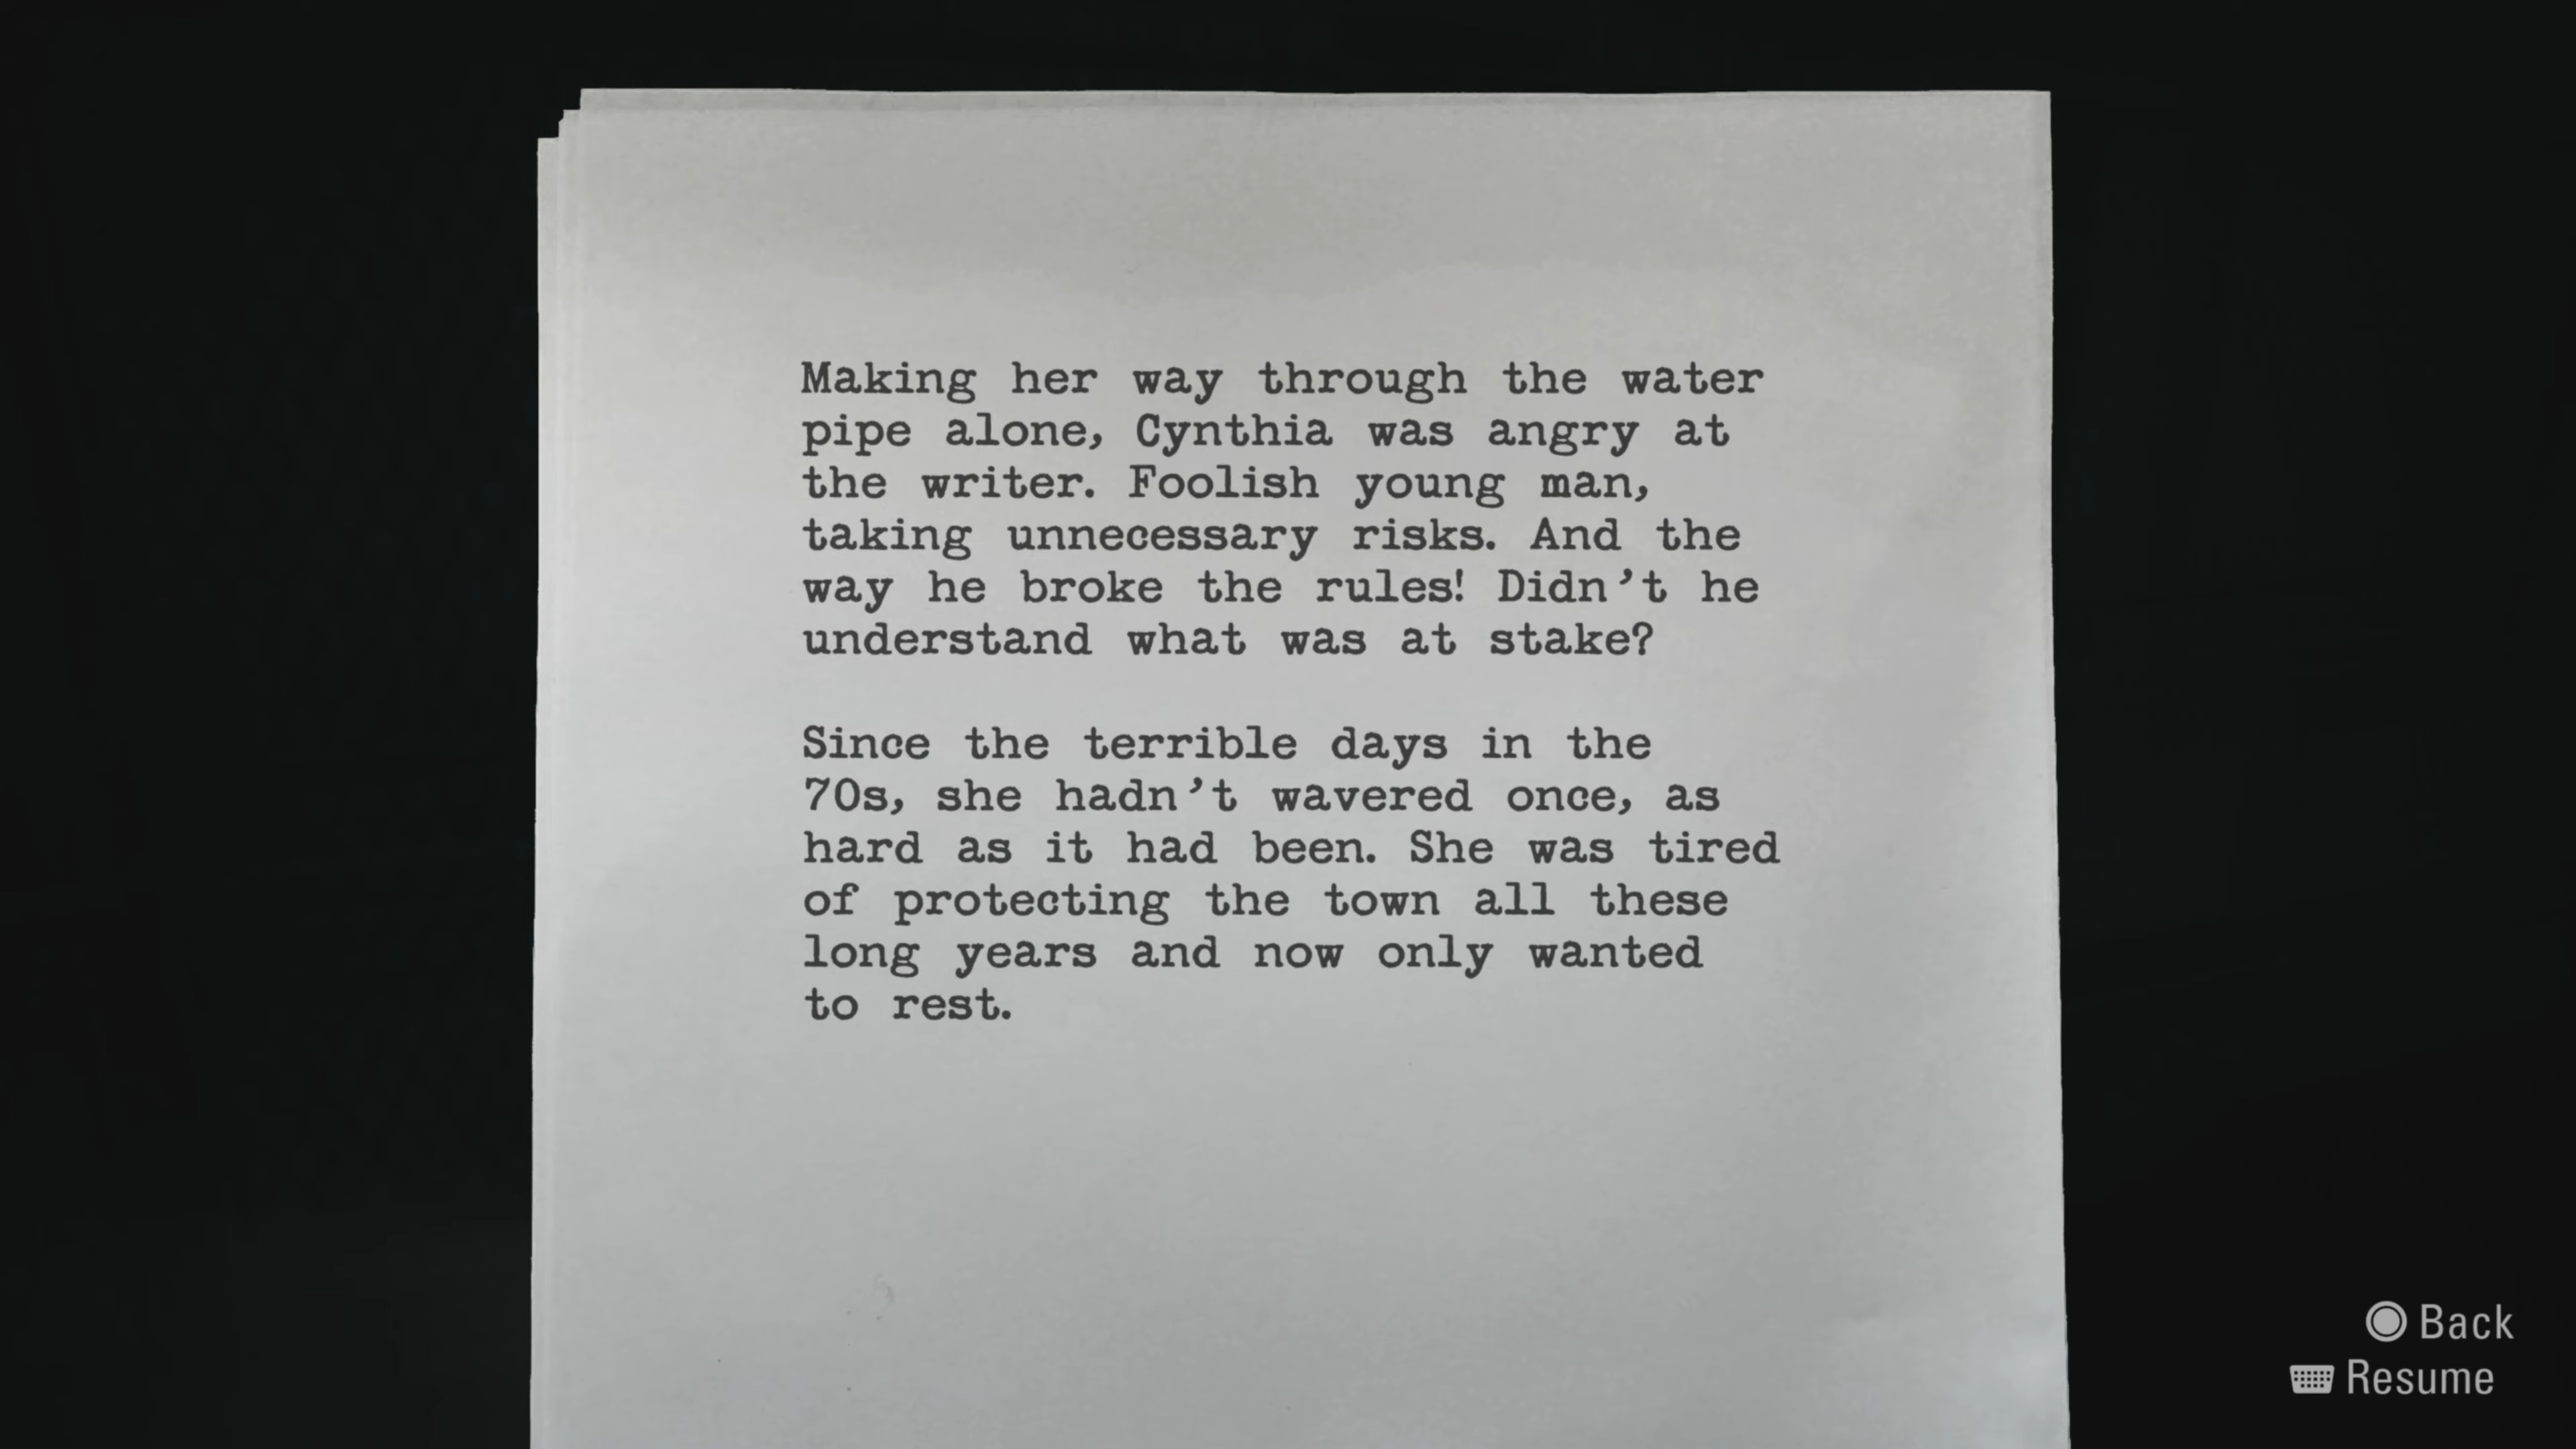 Making her way through the water
pipe alone, Cynthia was angry at
the writer. Foolish young man,
taking unnecessary risks. And the
way he broke the rules! Didn't he
understand what was at stake?
Since the terrible days in the
70s, she hadn't wavered once, as
hard as it had been. She was tired
of protecting the town all these
long years and now only wanted
to rest.
Back
Resume